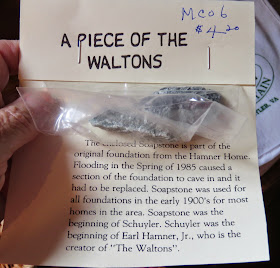 MC06
$4.20
A PIECE OF THE
WALTONS
The enclosed Soapstone is part of the
original foundation from the Hamner Home.
Flooding in the Spring of 1985 caused a
section of the foundation to cave in and it
had to be replaced. Soapstone was used for
all foundations in the early 1900's for most
homes in the area. Soapstone was the
beginning of Schuyler. Schuyler was the
beginning of Earl Hamner, Jr., who is the
creator of "The Waltons".